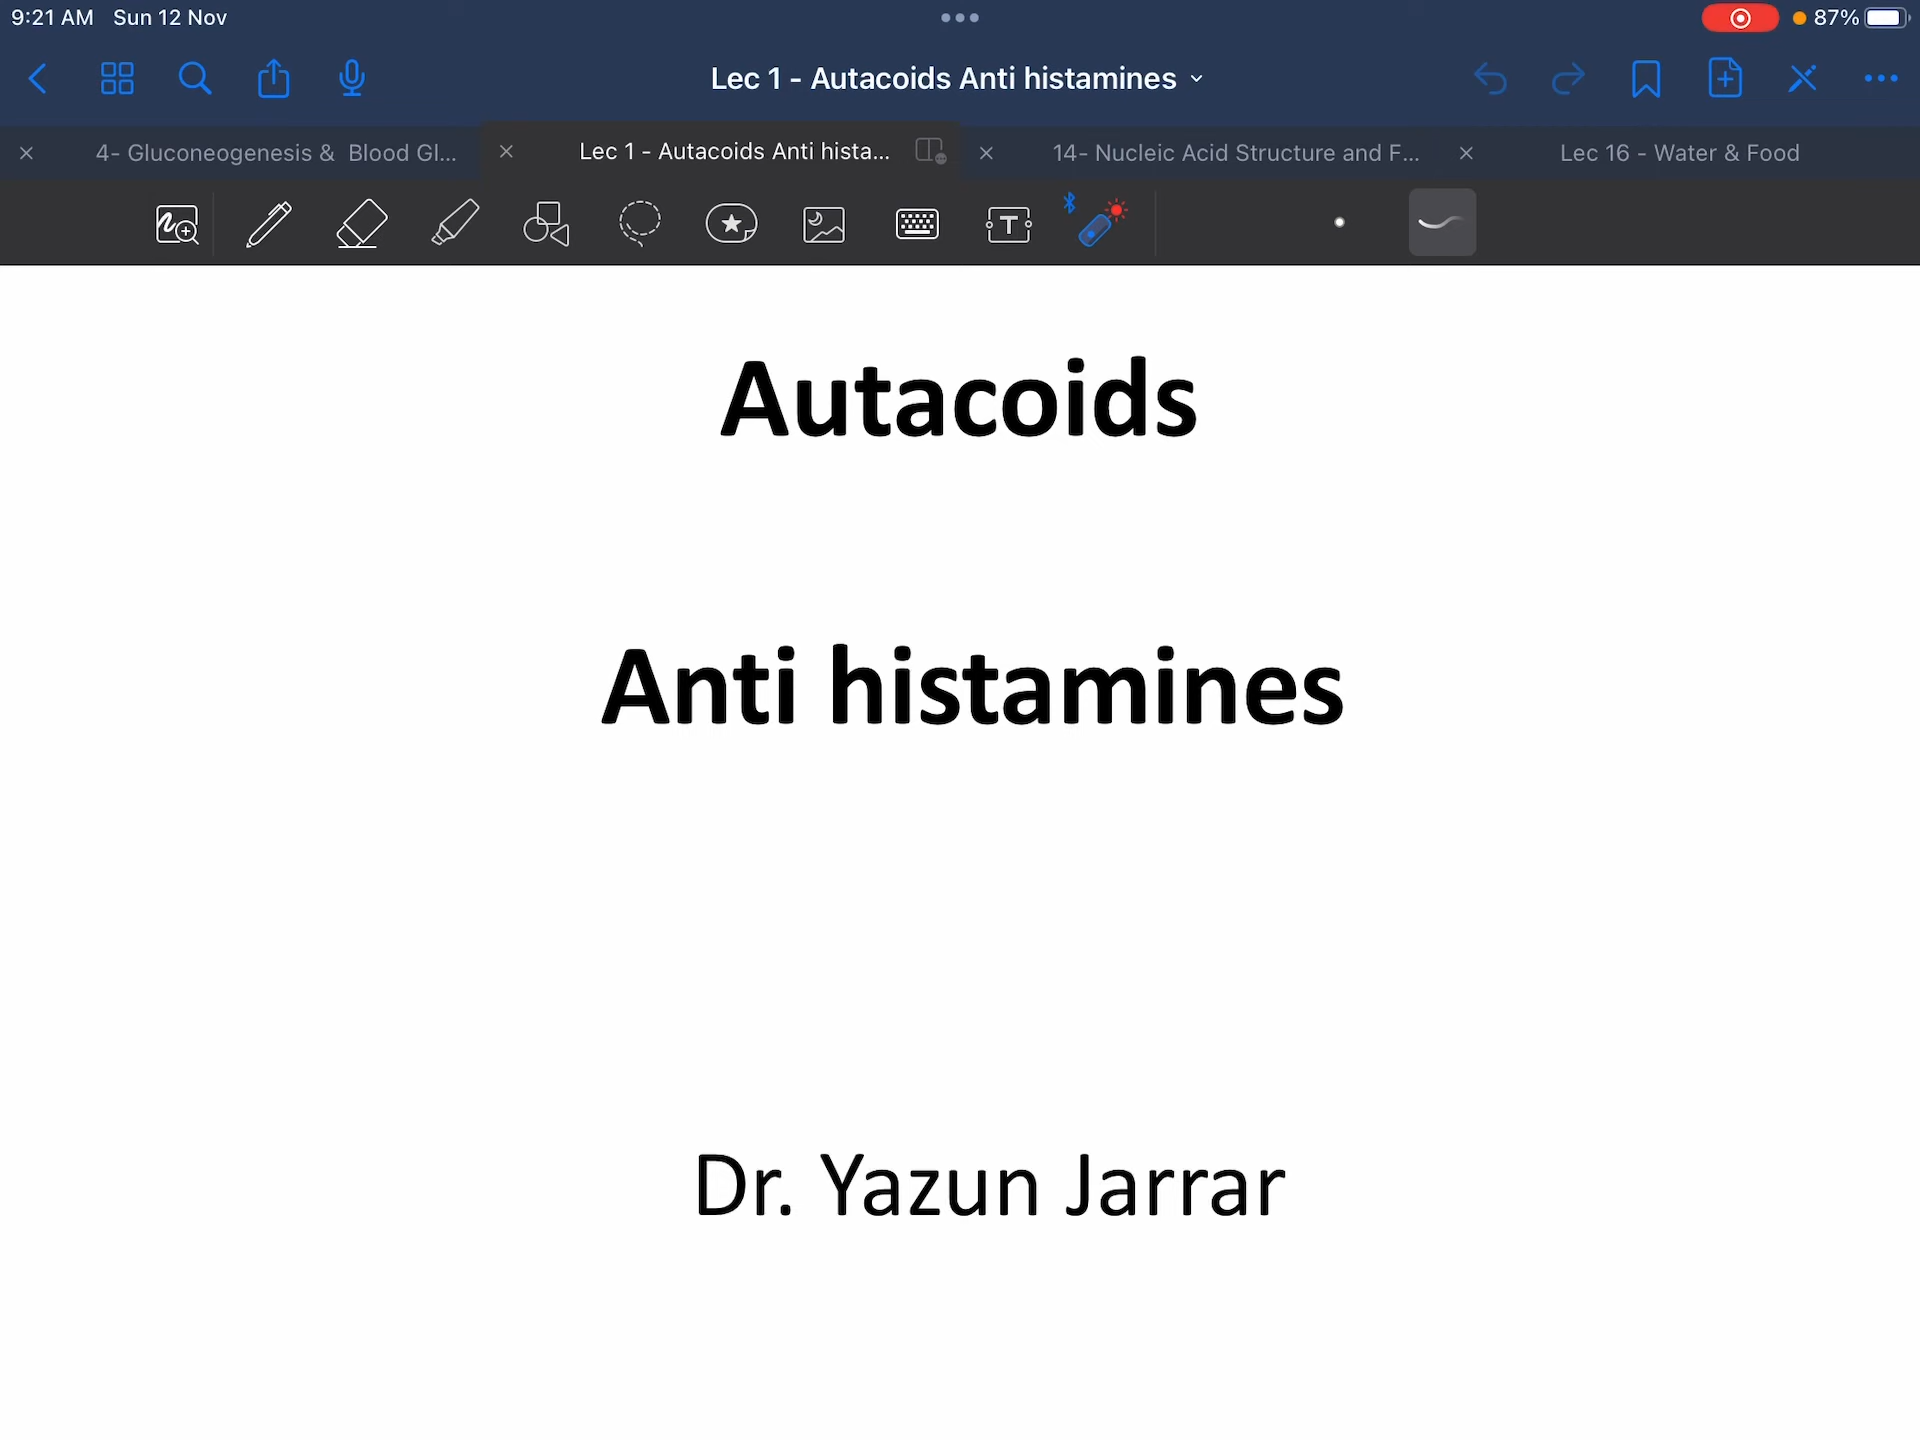 9:21 AM Sun 12 Nov
87%
Lec 1 - Autacoids Anti histamines
4- Gluconeogenesis & Blood Gl...
Lec 1 - Autacoids Anti hista...
14- Nucleic Acid Structure and F...
Lec 16 - Water & Food
Autacoids
Anti histamines
Dr. Yazun Jarrar